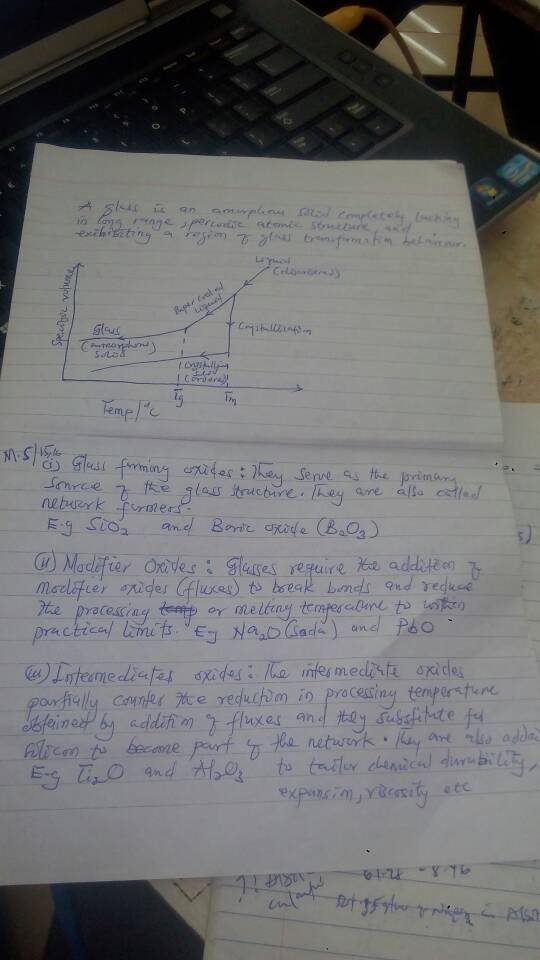 A glass is an amorphous solid completely lacking
in long range, periodic atomic structure, and
exhibiting a region of glass transformation behaviour.
Liquid
(disordered)
Super cooled
liquid
Specific volume
Glass
(ammorphous)
solid
Crystallization
(ordered)
Tg
Tm
Temp/°C
M.S/15/16
(i) Glass forming oxides: They serve as the primary
source of the glass structure. They are also called
network formers.
E.g SiO2 and Boric oxide (B2O3)
(ii) Modifier Oxides: Glasses require the addition of
modifier oxides (fluxes) to break bonds and reduce
the processing temp or melting temperature to within
practical limits. Eg Na2O (soda) and PbO
(iii) Intermediates oxides: The intermediate oxides
partially counter the reduction in processing temperature
obtained by addition of fluxes and they substitute for
silicon to become part of the network. They are also added
E-g Ti2O and Al2O3 to tailor chemical durability,
expansion, viscosity etc